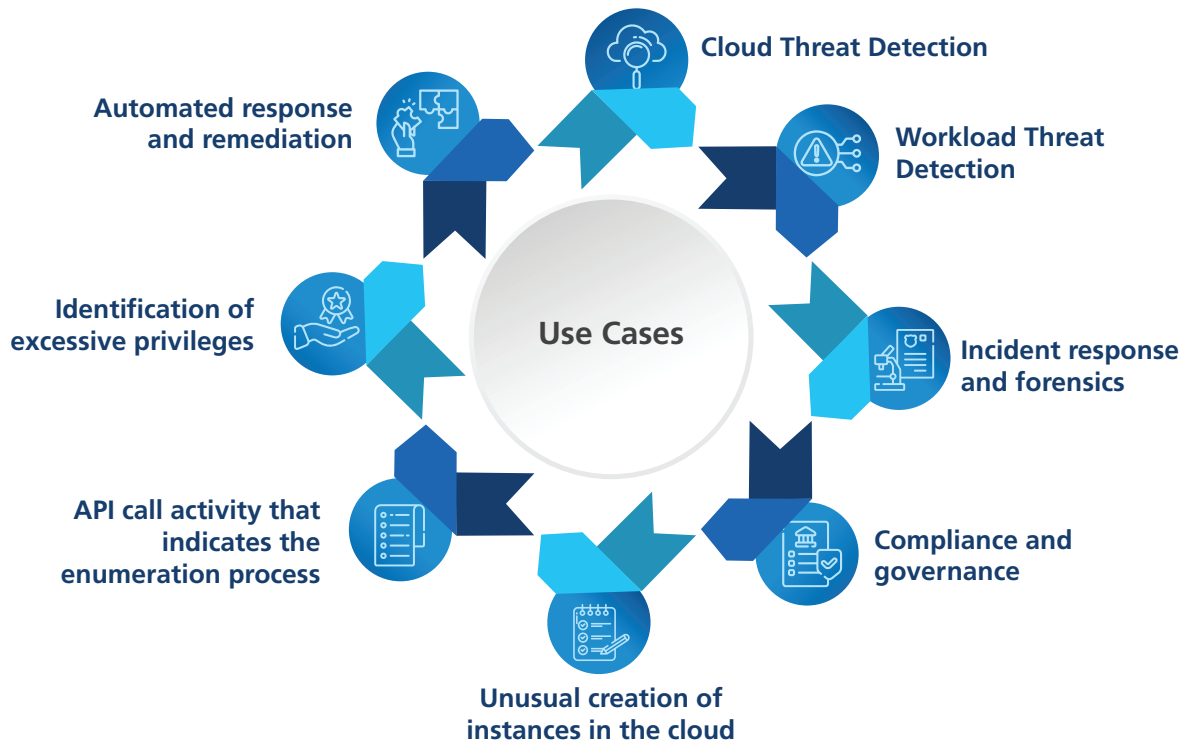 Cloud Threat Detection
Workload Threat
Detection
Incident response
and forensics
Compliance and
governance
Unusual creation of
instances in the cloud
API call activity that
indicates the
enumeration process
Identification of
excessive privileges
Automated response
and remediation
Use Cases